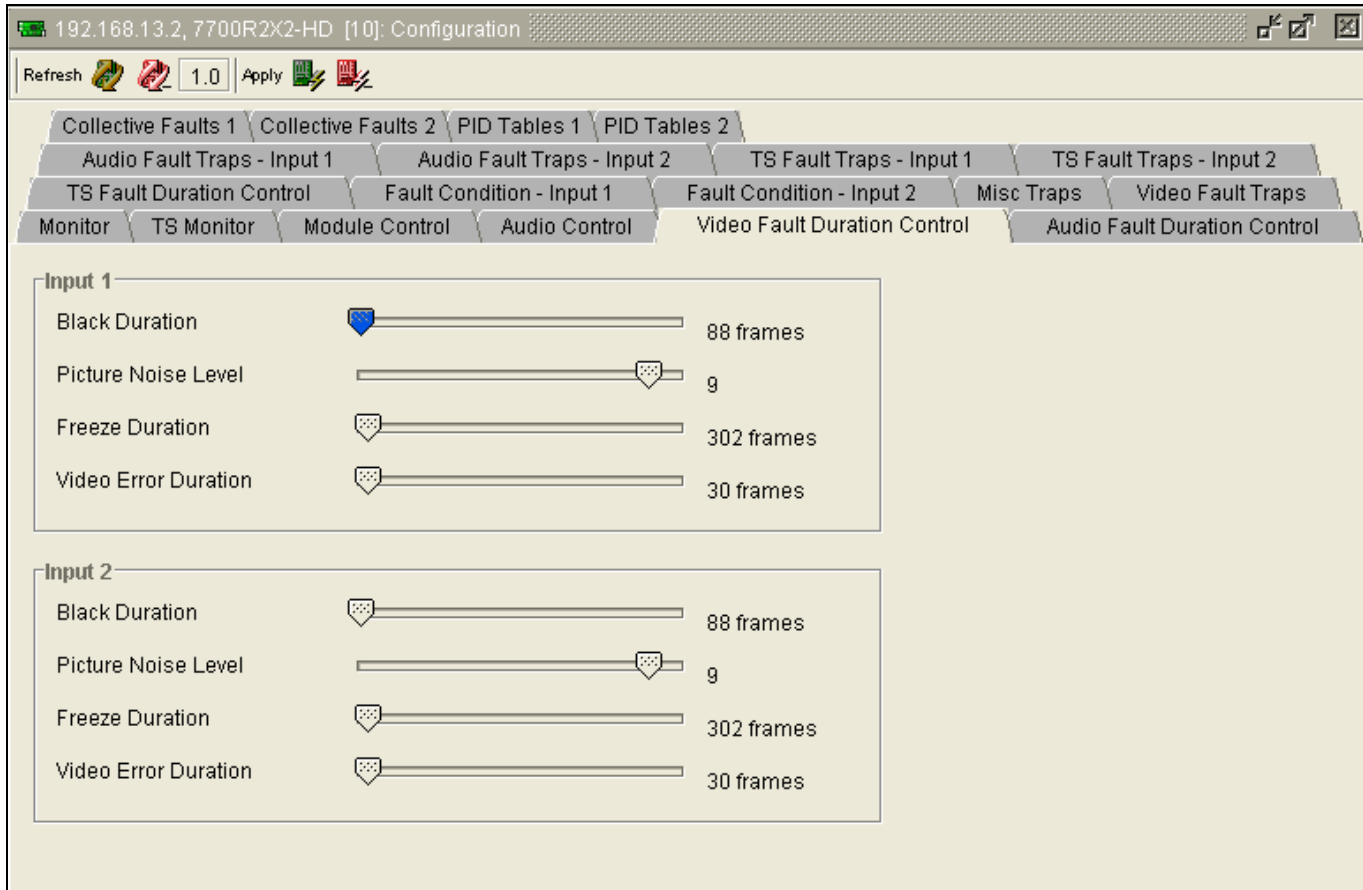 192.168.13.2, 7700R2X2-HD [10]: Configuration
Refresh 1.0 Apply
Collective Faults 1 Collective Faults 2 PID Tables 1 PID Tables 2
Audio Fault Traps - Input 1 Audio Fault Traps - Input 2 TS Fault Traps - Input 1 TS Fault Traps - Input 2
TS Fault Duration Control Fault Condition - Input 1 Fault Condition - Input 2 Misc Traps Video Fault Traps
Monitor TS Monitor Module Control Audio Control Video Fault Duration Control Audio Fault Duration Control
Input 1
Black Duration 88 frames
Picture Noise Level 9
Freeze Duration 302 frames
Video Error Duration 30 frames
Input 2
Black Duration 88 frames
Picture Noise Level 9
Freeze Duration 302 frames
Video Error Duration 30 frames